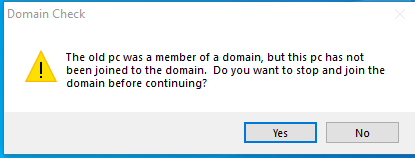 Domain Check
The old pc was a member of a domain, but this pc has not
been joined to the domain.  Do you want to stop and join the
domain before continuing?
Yes
No